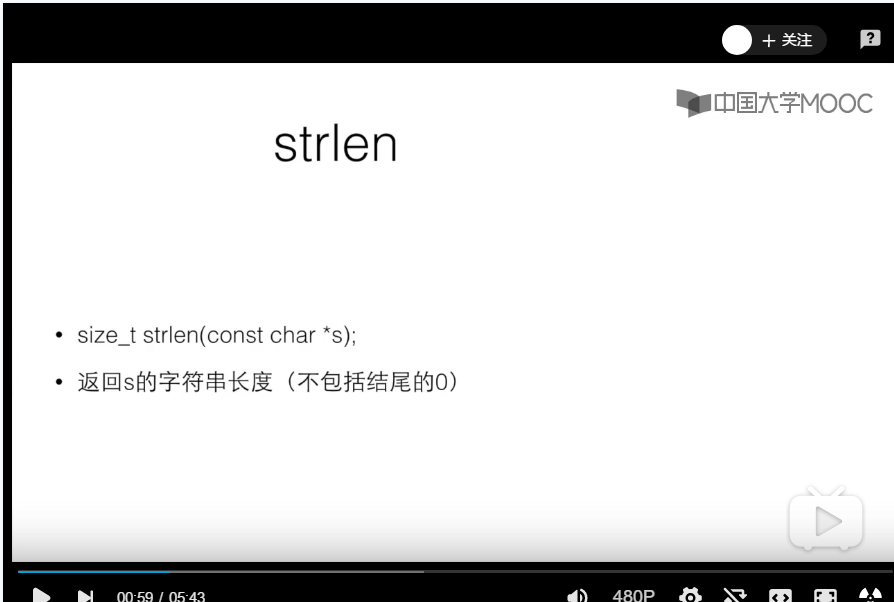 + 关注
中国大学MOOC
strlen
• size_t strlen(const char *s);
• 返回s的字符串长度（不包括结尾的0）
00:59 / 05:43
480P